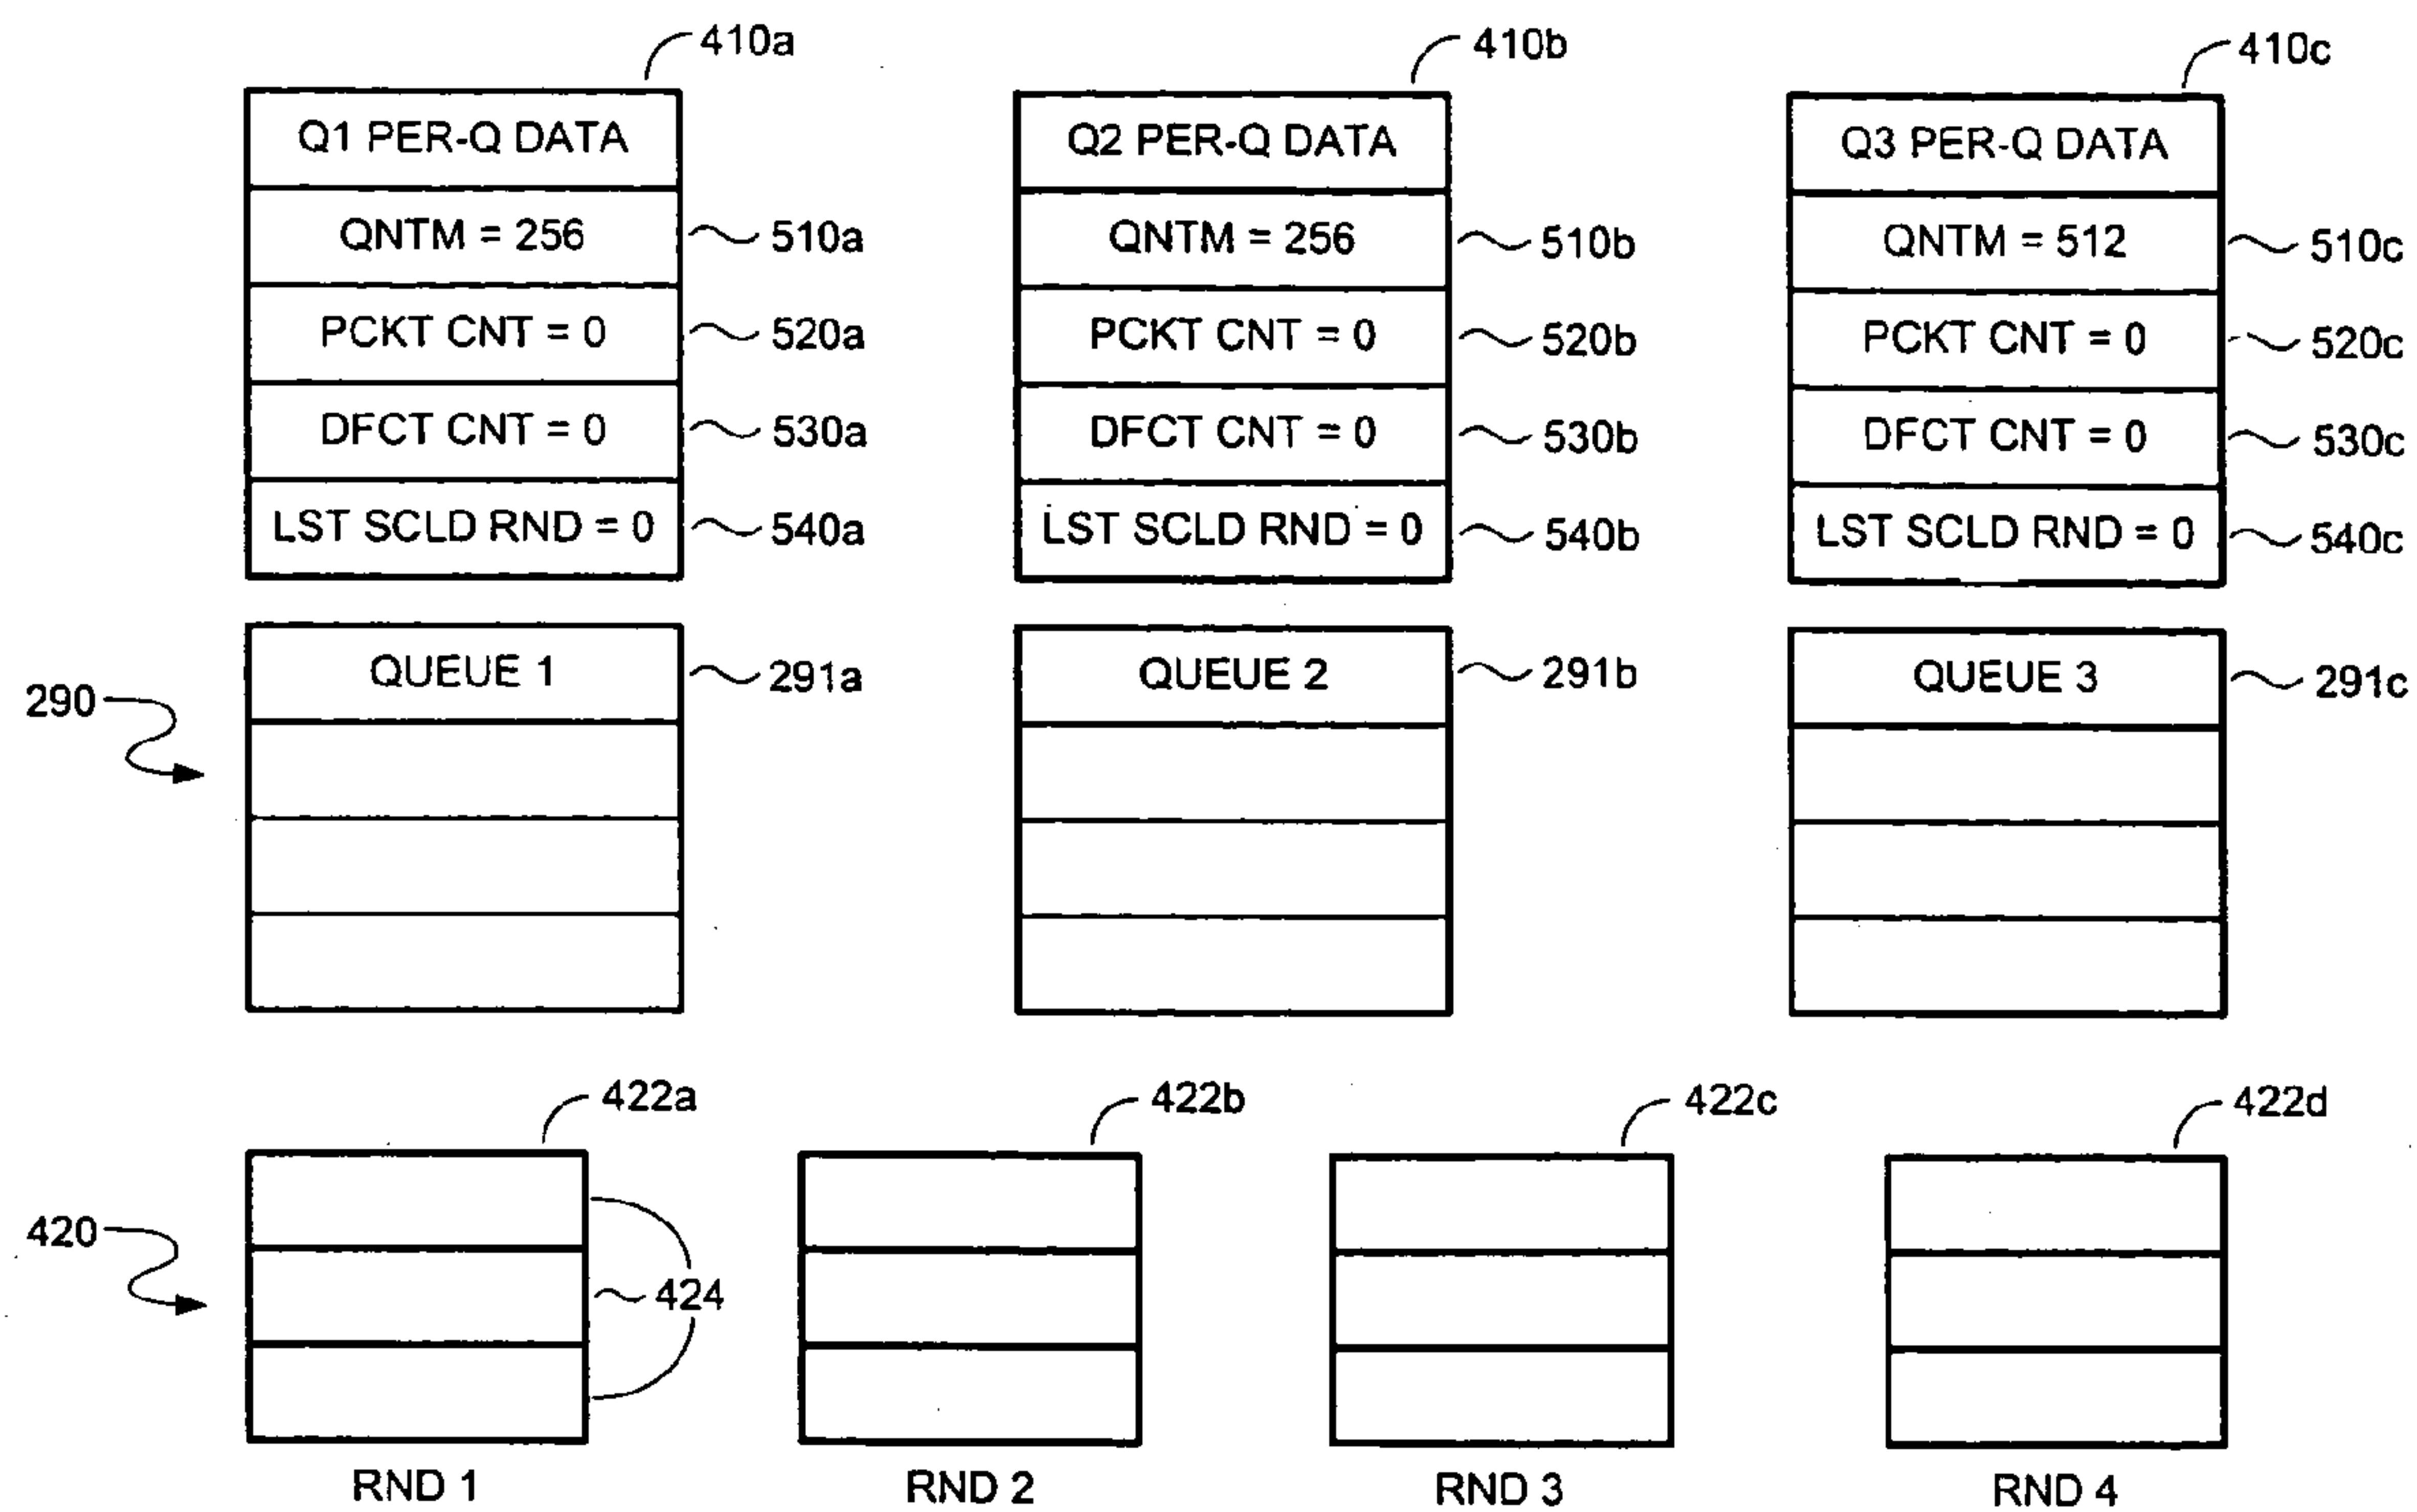 410a
410b
410c
Q1 PER-Q DATA
Q2 PER-Q DATA
Q3 PER-Q DATA
QNTM = 256
510a
QNTM = 256
510b
QNTM = 512
510c
PCKT CNT = 0
520a
PCKT CNT = 0
520b
PCKT CNT = 0
520c
DFCT CNT = 0
530a
DFCT CNT = 0
530b
DFCT CNT = 0
530c
LST SCLD RND = 0
540a
LST SCLD RND = 0
540b
LST SCLD RND = 0
540c
290
QUEUE 1
291a
QUEUE 2
291b
QUEUE 3
291c
422a
422b
422c
422d
420
424
RND 1
RND 2
RND 3
RND 4